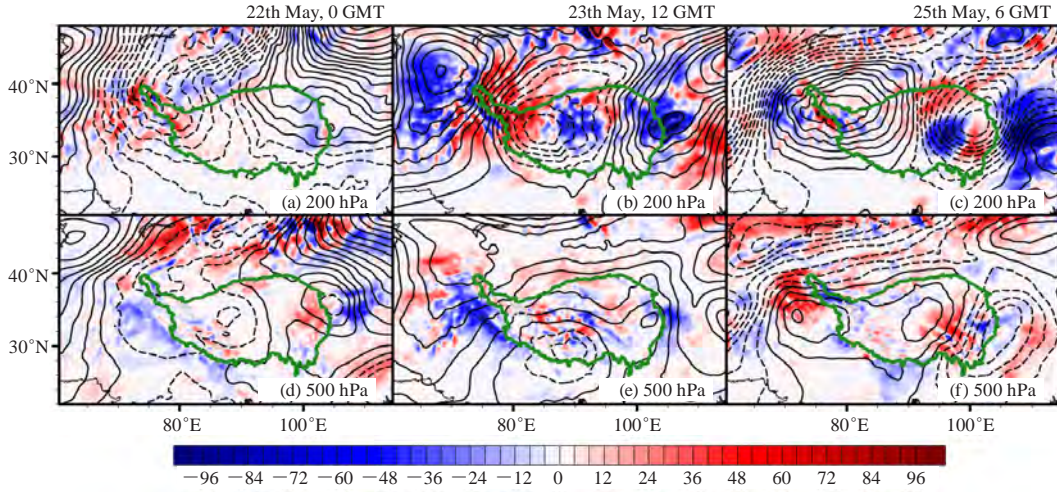 22th May, 0 GMT
23th May, 12 GMT
25th May, 6 GMT
40°N
30°N
(a) 200 hPa
(b) 200 hPa
(c) 200 hPa
40°N
30°N
(d) 500 hPa
(e) 500 hPa
(f) 500 hPa
80°E 100°E 80°E 100°E 80°E 100°E
−96 −84 −72 −60 −48 −36 −24 −12 0 12 24 36 48 60 72 84 96